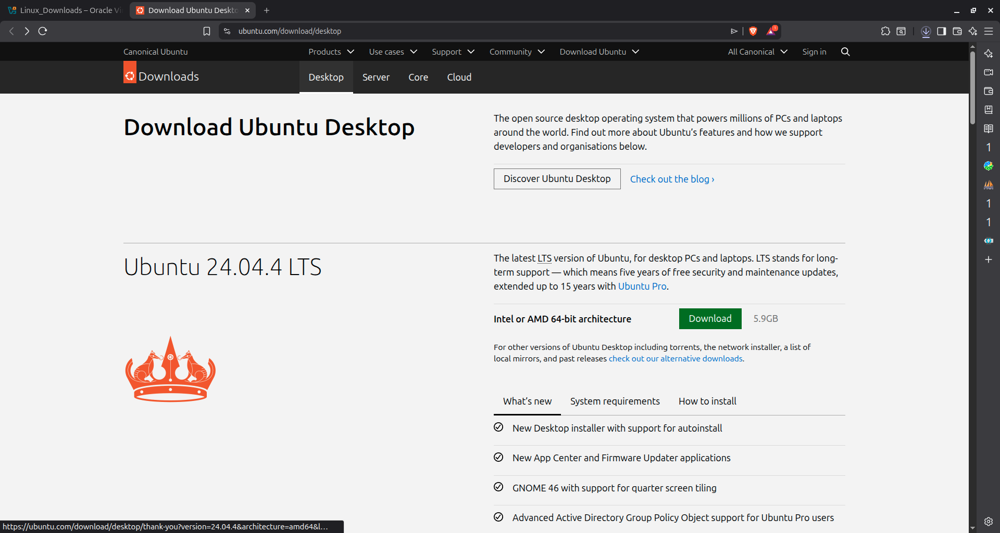 Linux_Downloads – Oracle Vi
Download Ubuntu Deskto
ubuntu.com/download/desktop
1
Canonical Ubuntu
Products
Use cases
Support
Community
Download Ubuntu
All Canonical
Sign in
Downloads
Desktop
Server
Core
Cloud
Download Ubuntu Desktop
The open source desktop operating system that powers millions of PCs and laptops
around the world. Find out more about Ubuntu’s features and how we support
developers and organisations below.
Discover Ubuntu Desktop
Check out the blog ›
Ubuntu 24.04.4 LTS
The latest LTS version of Ubuntu, for desktop PCs and laptops. LTS stands for long-
term support — which means five years of free security and maintenance updates,
extended up to 15 years with Ubuntu Pro.
Intel or AMD 64-bit architecture
Download
5.9GB
For other versions of Ubuntu Desktop including torrents, the network installer, a list of
local mirrors, and past releases check out our alternative downloads.
What’s new
System requirements
How to install
New Desktop installer with support for autoinstall
New App Center and Firmware Updater applications
GNOME 46 with support for quarter screen tiling
Advanced Active Directory Group Policy Object support for Ubuntu Pro users
https://ubuntu.com/download/desktop/thank-you?version=24.04.4&architecture=amd64&l…
1
1
1